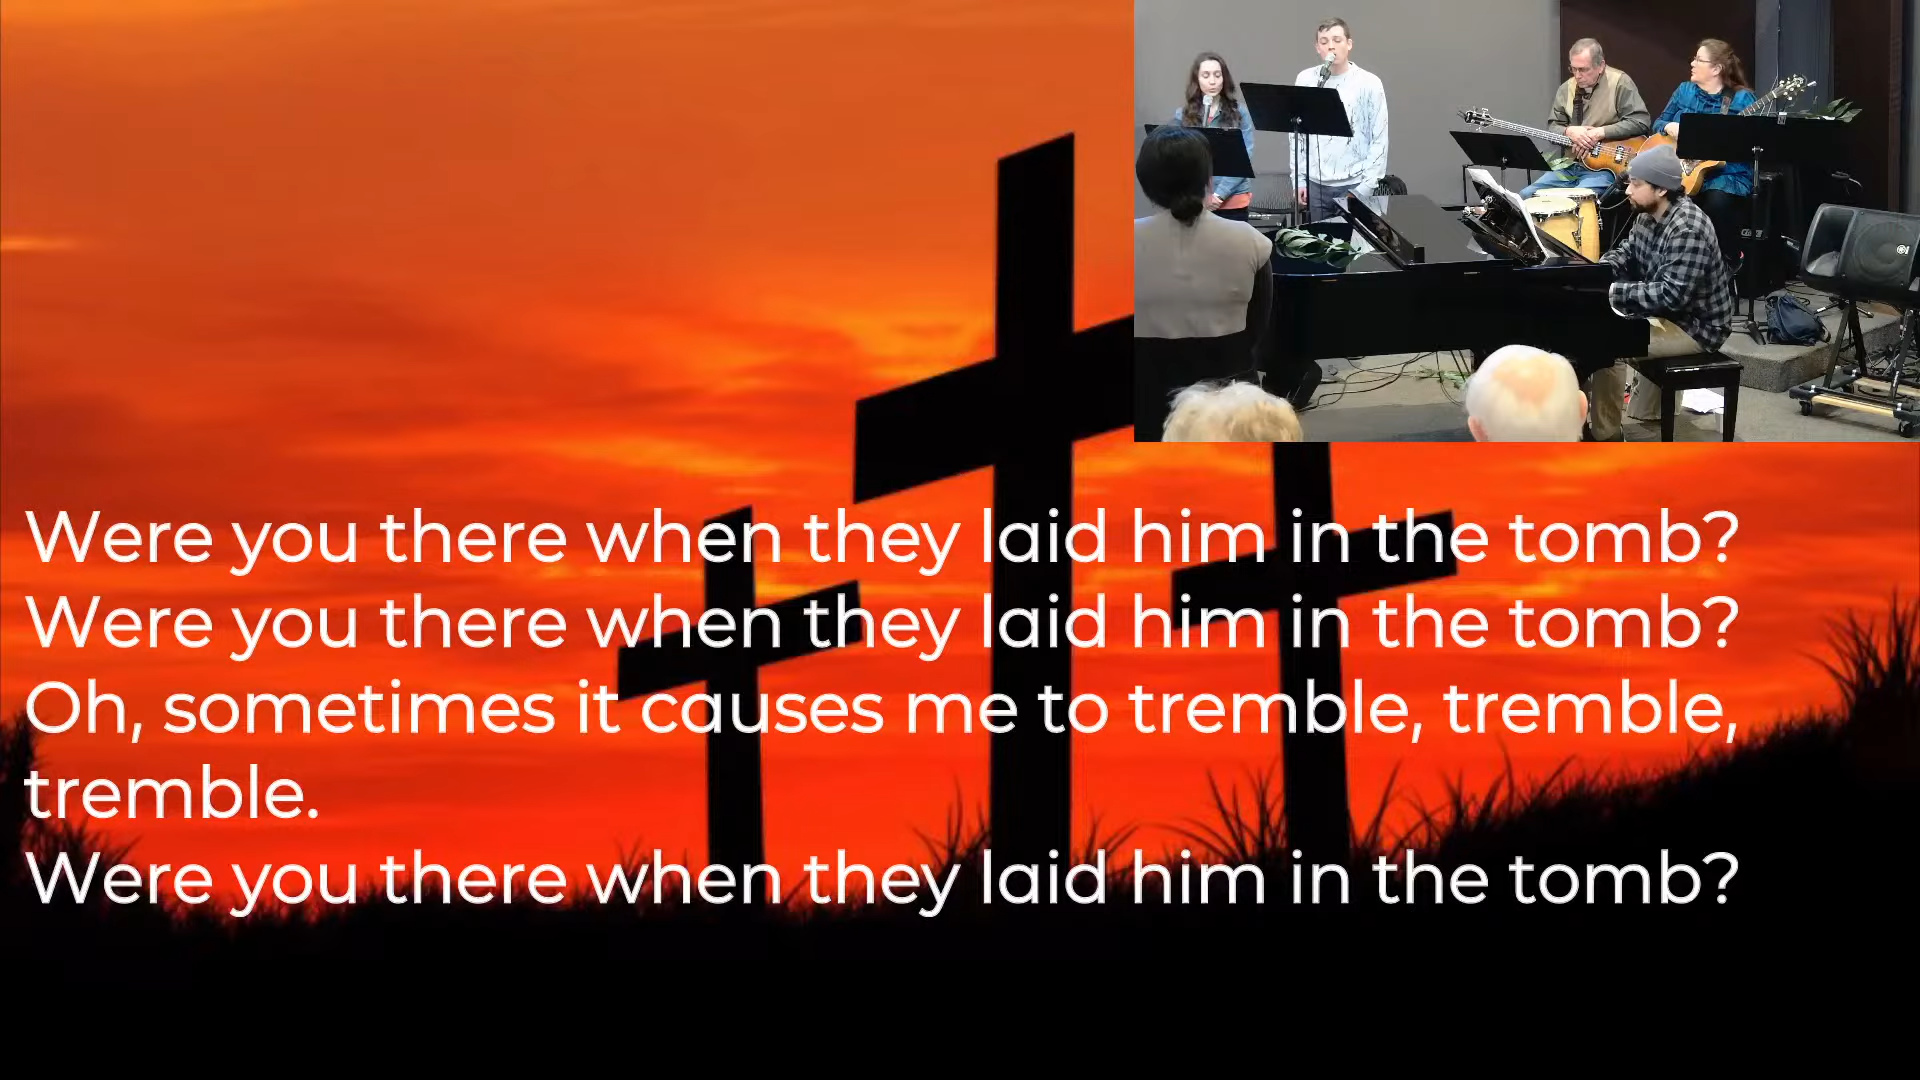 Were you there when they laid him in the tomb?
Were you there when they laid him in the tomb?
Oh, sometimes it causes me to tremble, tremble,
tremble.
Were you there when they laid him in the tomb?